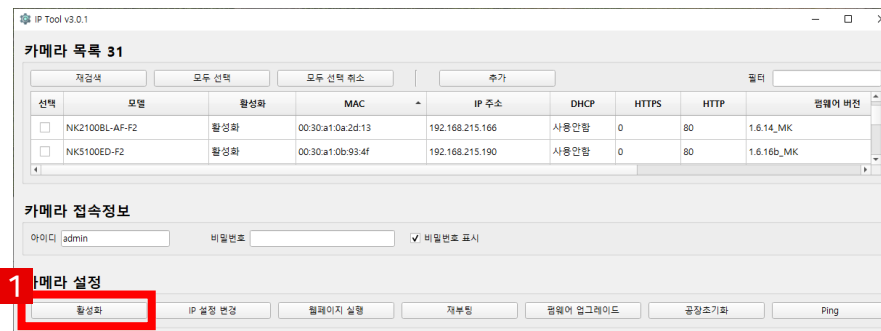 IP Tool v3.0.1
카메라 목록 31
재검색 모두 선택 모두 선택 취소 추가 필터
선택 모델 활성화 MAC IP 주소 DHCP HTTPS HTTP 펌웨어 버전
NK2100BL-AF-F2 활성화 00:30:a1:0a:2d:13 192.168.215.166 사용안함 0 80 1.6.14_MK
NK5100ED-F2 활성화 00:30:a1:0b:93:4f 192.168.215.190 사용안함 0 80 1.6.16b_MK
카메라 접속정보
아이디 admin 비밀번호 비밀번호 표시
1 메라 설정
활성화 IP 설정 변경 웹페이지 실행 재부팅 펌웨어 업그레이드 공장초기화 Ping